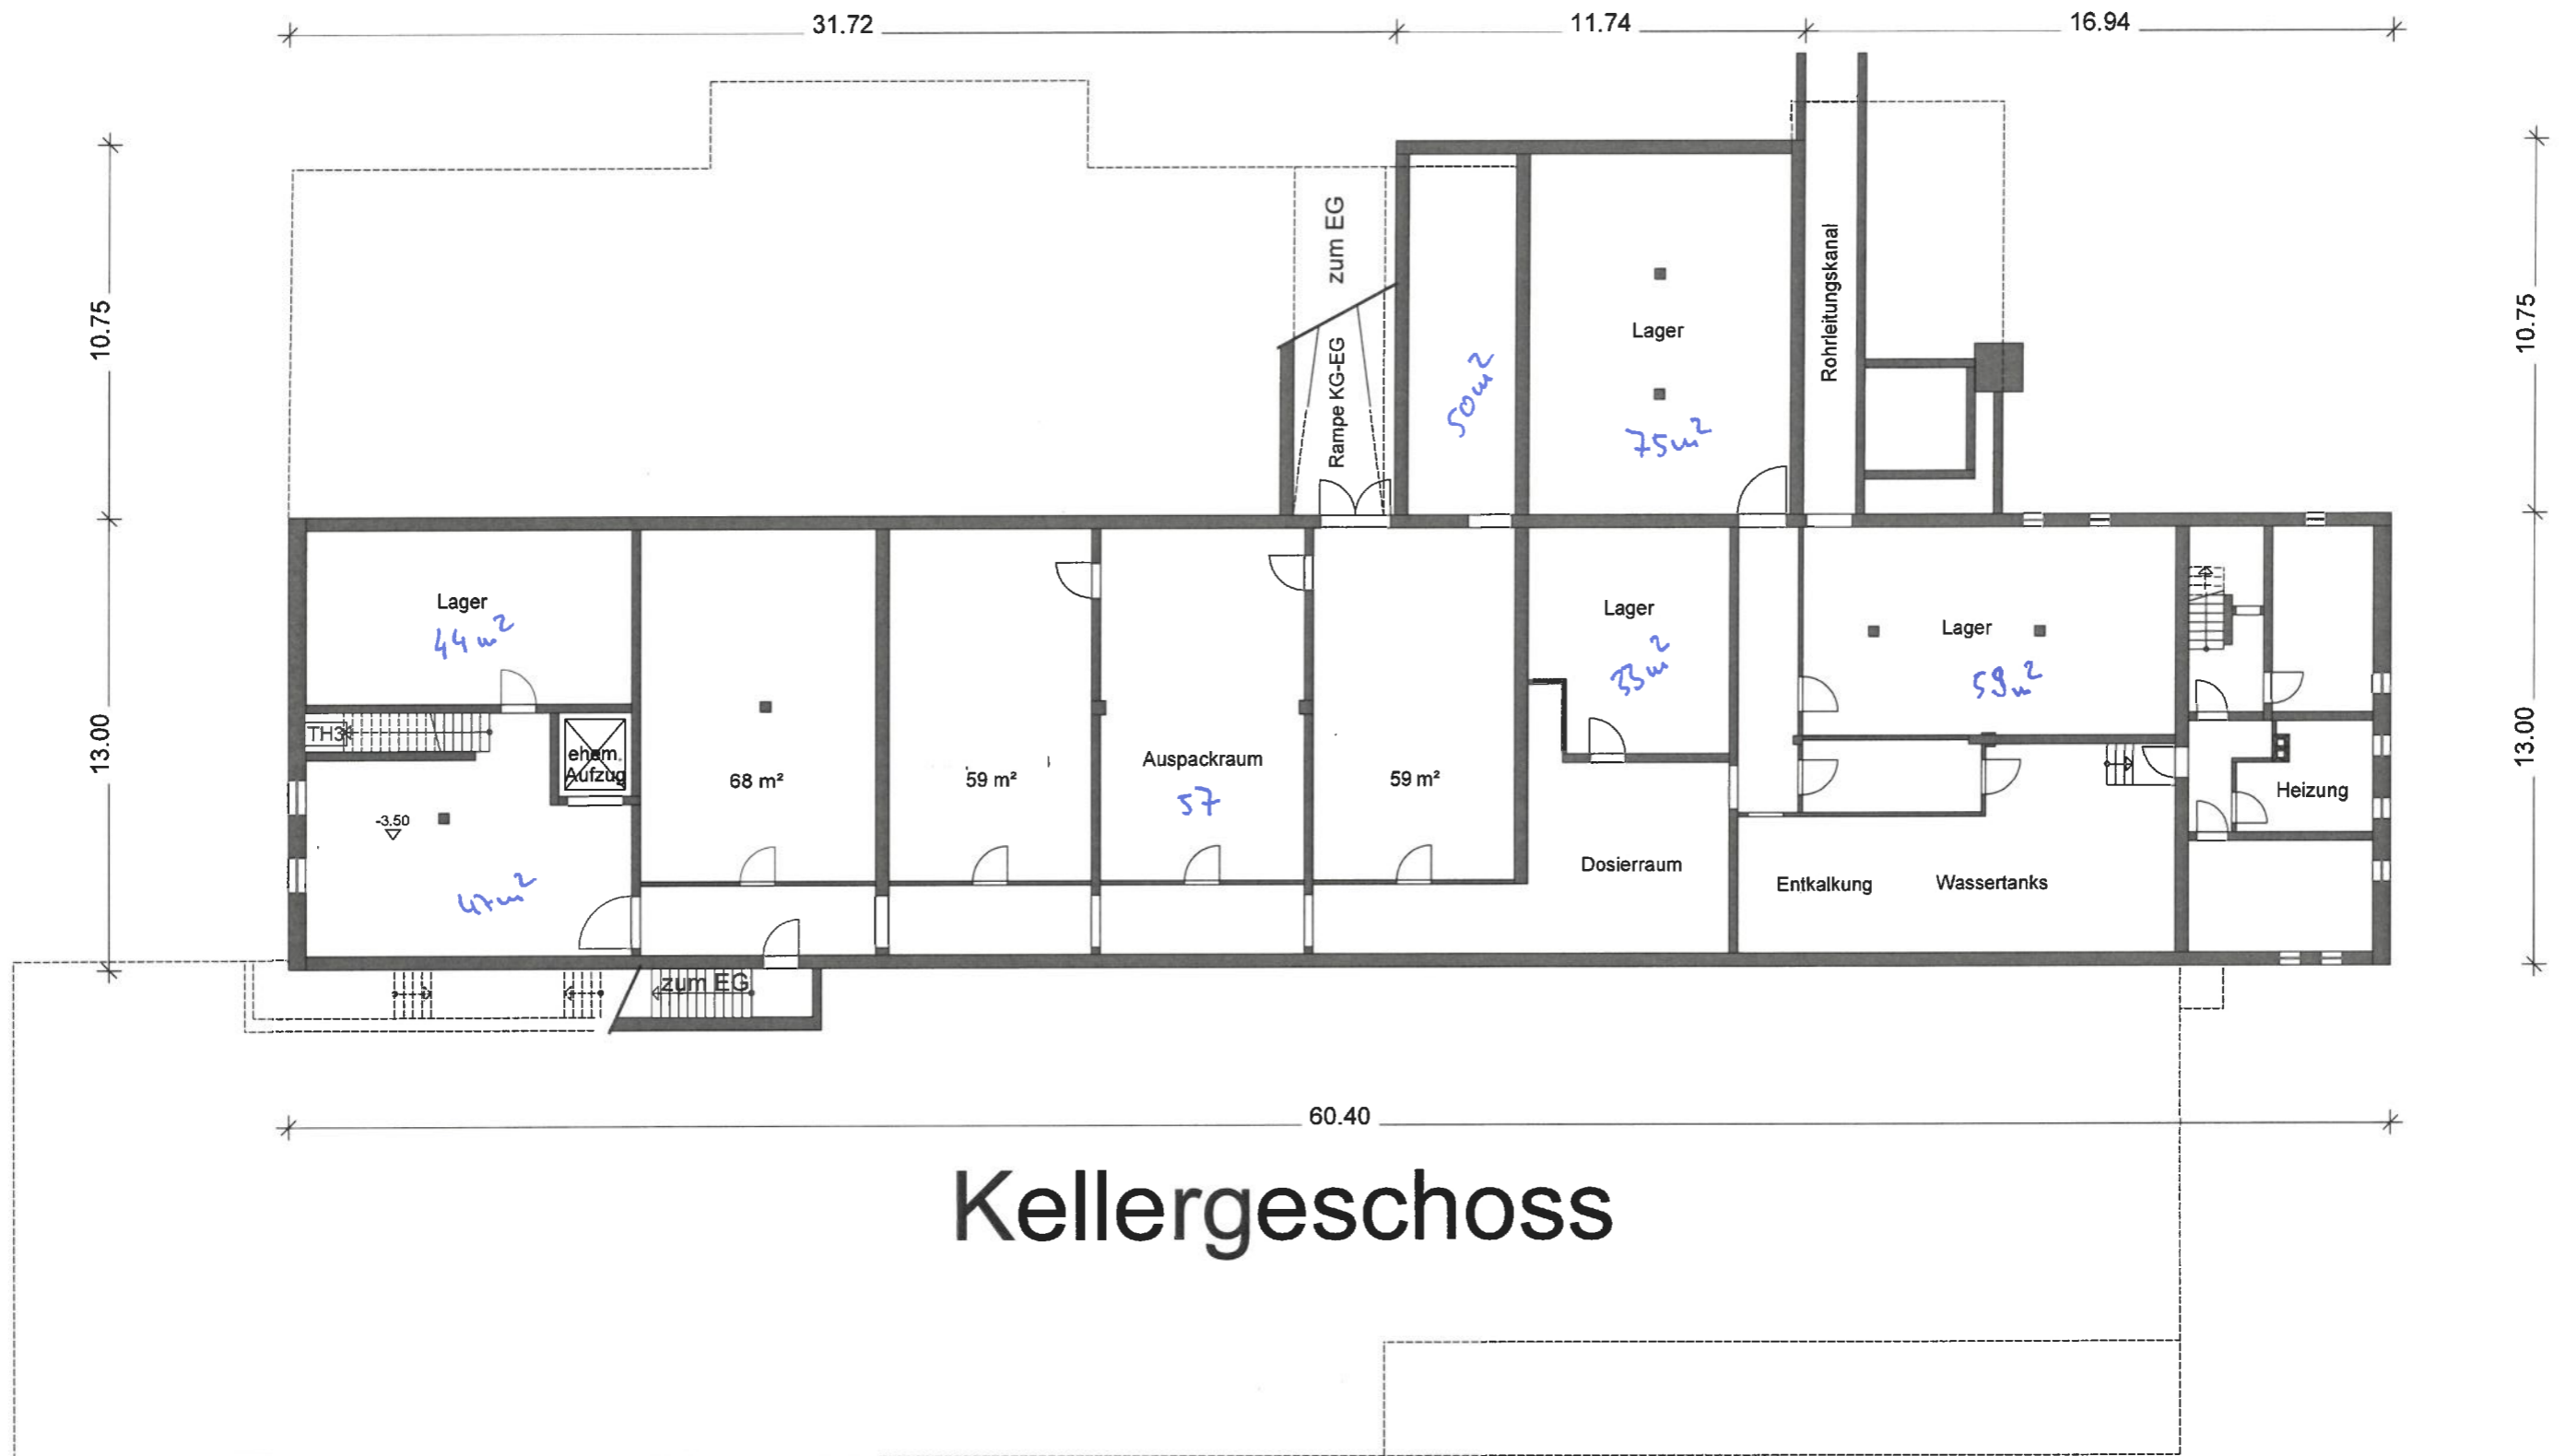 31.72
11.74
16.94
10.75
zum EG
Rampe KG-EG
50m²
Lager
75m²
Rohrleitungskanal
10.75
13.00
Lager
44m²
TH3
ehem.
Aufzug
-3.50
47m²
68 m²
59 m²
Auspackraum
57
59 m²
Lager
33m²
Dosierraum
Lager
59m²
Entkalkung
Wassertanks
Heizung
13.00
zum EG
60.40
Kellergeschoss